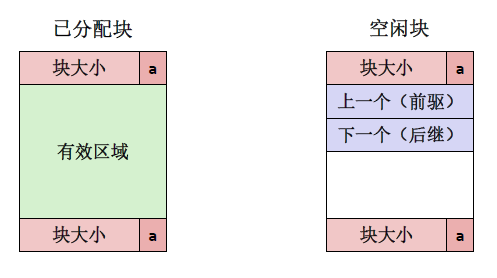 已分配块
块大小 a
有效区域
块大小 a
空闲块
块大小 a
上一个（前驱）
下一个（后继）
块大小 a